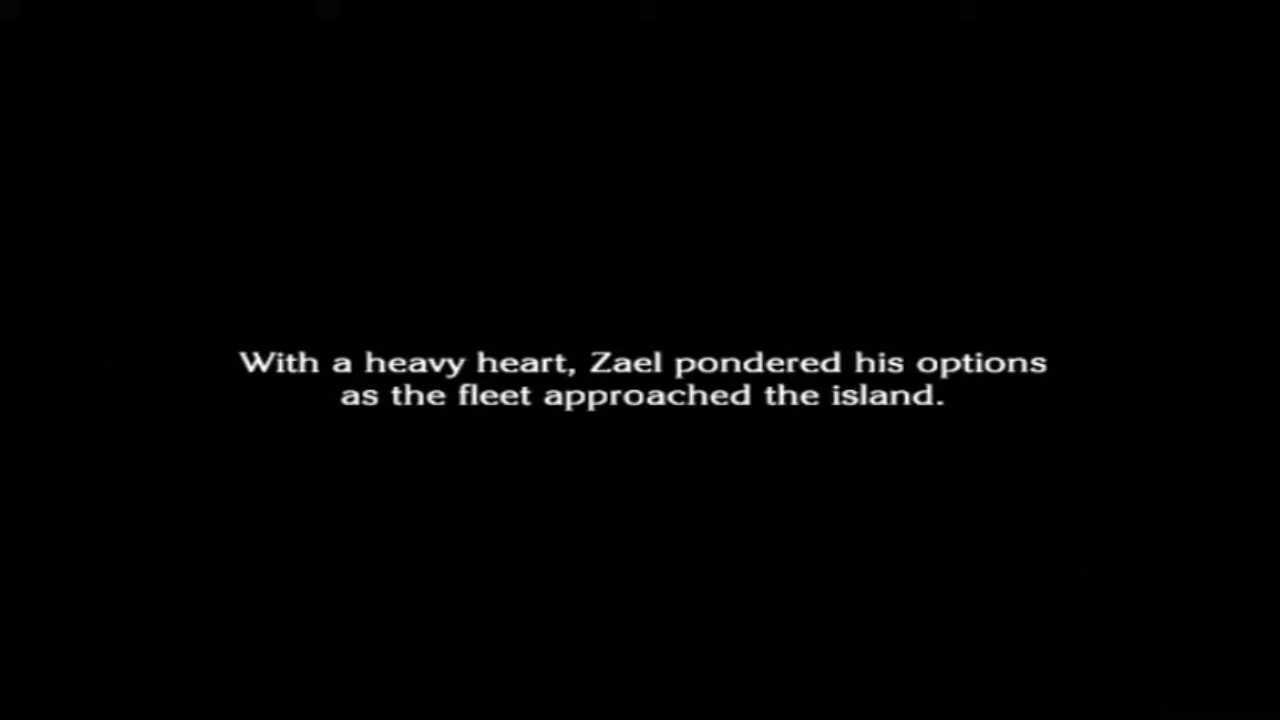 With a heavy heart, Zael pondered his options
as the fleet approached the island.